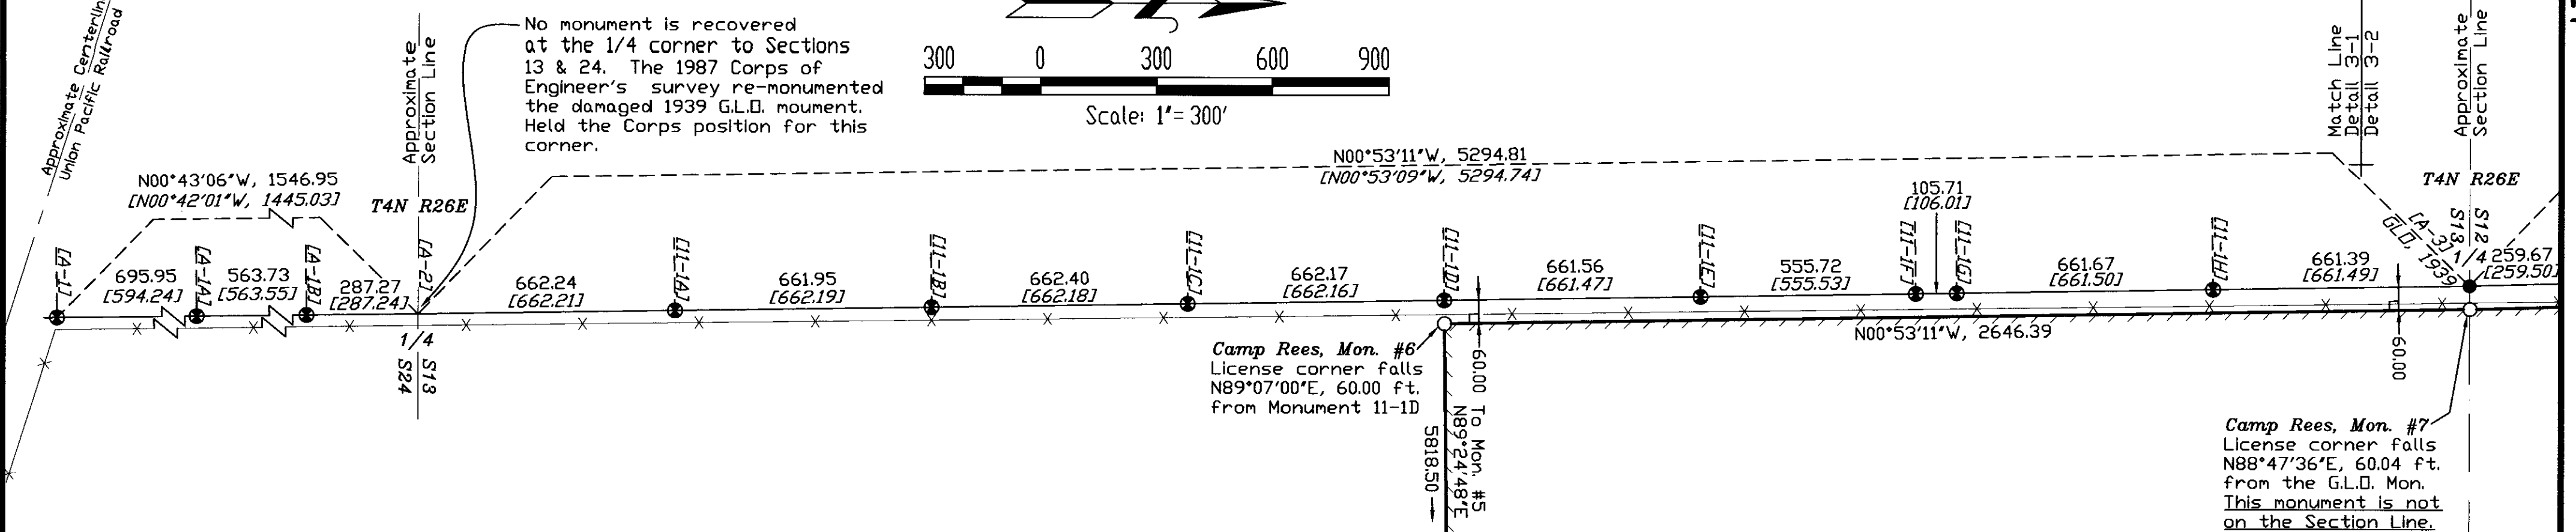 Approximate Centerlin
Union Pacific Railroad
Approximate
Section Line
No monument is recovered
at the 1/4 corner to Sections
13 & 24. The 1987 Corps of
Engineer's survey re-monumented
the damaged 1939 G.L.O. moument.
Held the Corps position for this
corner.
300 0 300 600 900
Scale: 1"= 300'
Match Line
Detail 3-1
Detail 3-2
Approximate
Section Line
N00°43'06"W, 1546.95
[N00°42'01"W, 1445.03]
T4N R26E
N00°53'11"W, 5294.81
[N00°53'09"W, 5294.74]
T4N R26E
105.71
[106.01]
[A-1]
695.95
[594.24]
[A-1A]
563.73
[563.55]
[A-1B]
287.27
[287.24]
[A-2]
662.24
[662.21]
[11-1A]
661.95
[662.19]
[11-1B]
662.40
[662.18]
[11-1C]
662.17
[662.16]
[11-1D]
661.56
[661.47]
[11-1E]
555.72
[555.53]
[11-1F]
[11-1G]
661.67
[661.50]
[11-1H]
661.39
[661.49]
[A-3]
GLO, 1939
S13 S12
1/4
259.67
[259.50]
1/4
S24 S13
Camp Rees, Mon. #6
License corner falls
N89°07'00"E, 60.00 ft.
from Monument 11-1D
60.00 To Mon. #5
N89°24'48"E
5818.50
N00°53'11"W, 2646.39
60.00
Camp Rees, Mon. #7
License corner falls
N88°47'36"E, 60.04 ft.
from the G.L.O. Mon.
This monument is not
on the Section Line.